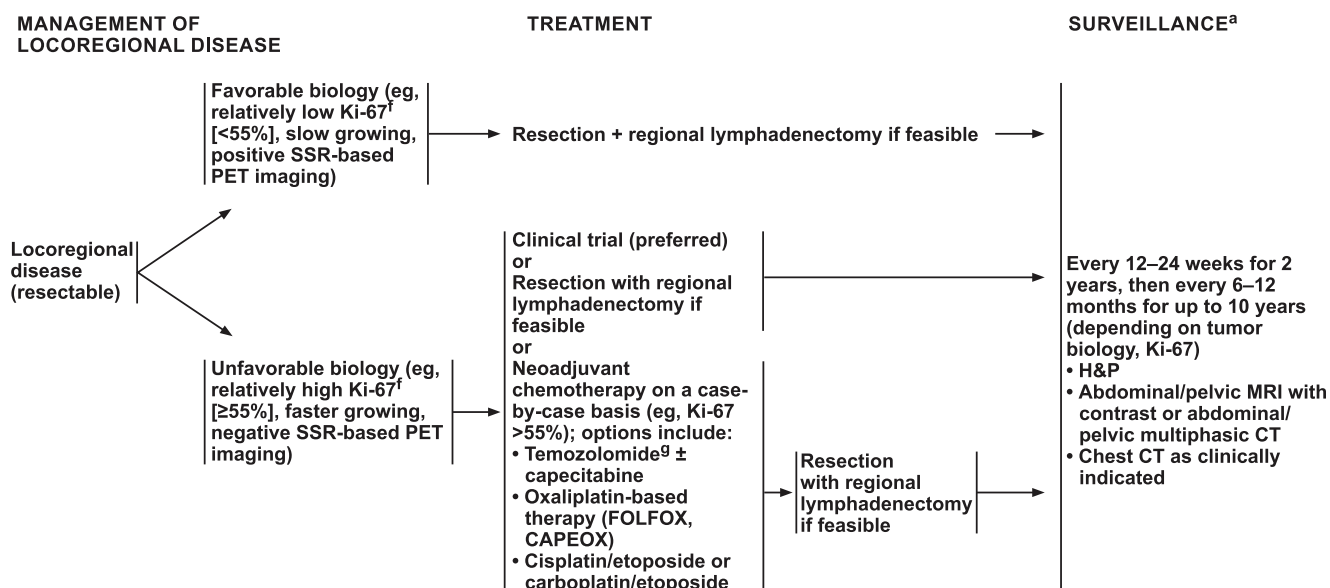 MANAGEMENT OF
LOCOREGIONAL DISEASE
TREATMENT
SURVEILLANCEᵃ
Locoregional
disease
(resectable)
Favorable biology (eg,
relatively low Ki-67ᶠ
[<55%], slow growing,
positive SSR-based
PET imaging)
Resection + regional lymphadenectomy if feasible
Unfavorable biology (eg,
relatively high Ki-67ᶠ
[≥55%], faster growing,
negative SSR-based PET
imaging)
Clinical trial (preferred)
or
Resection with regional
lymphadenectomy if
feasible
or
Neoadjuvant
chemotherapy on a case-
by-case basis (eg, Ki-67
>55%); options include:
• Temozolomideᵍ ±
capecitabine
• Oxaliplatin-based
therapy (FOLFOX,
CAPEOX)
• Cisplatin/etoposide or
carboplatin/etoposide
Resection
with regional
lymphadenectomy
if feasible
Every 12–24 weeks for 2
years, then every 6–12
months for up to 10 years
(depending on tumor
biology, Ki-67)
• H&P
• Abdominal/pelvic MRI with
contrast or abdominal/
pelvic multiphasic CT
• Chest CT as clinically
indicated